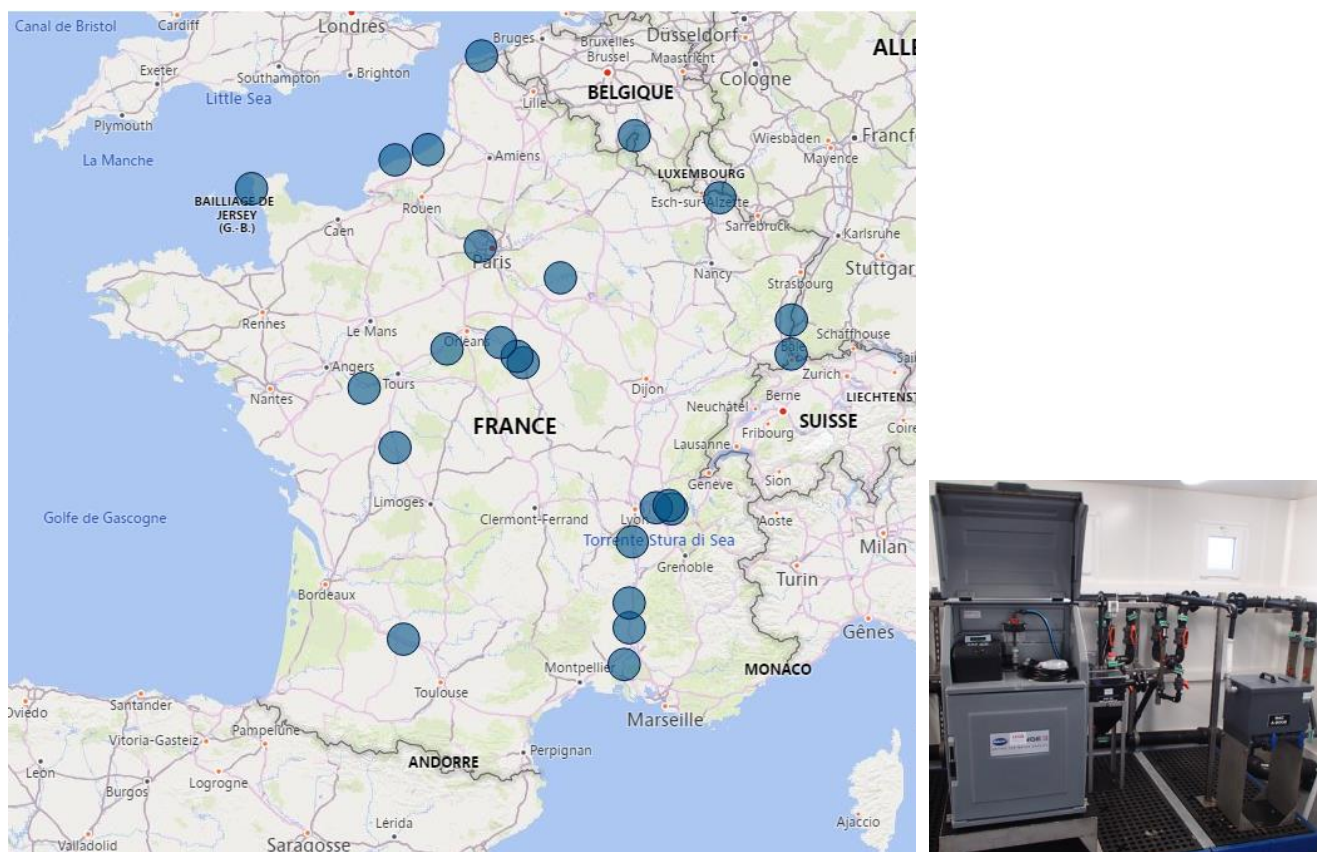 Canal de Bristol
Cardiff
Londres
Bruges
Bruxelles
Brussel
Düsseldorf
Maastricht
Cologne
ALLE
Exeter
Southampton
Brighton
Little Sea
Lille
BELGIQUE
Plymouth
Wiesbaden
Francfo
Mayence
La Manche
Amiens
LUXEMBOURG
Esch-sur-Alzette
BAILLIAGE DE
JERSEY
(G.-B.)
Rouen
Caen
Sarrebruck
Karlsruhe
Paris
Nancy
Stuttgar
Strasbourg
Rennes
Le Mans
Orléans
Schaffhouse
Bâle
Angers
Tours
Zurich
Nantes
Dijon
Neuchâtel
Berne
LIECHTENST
FRANCE
SUISSE
Fribourg
Coire
Lausanne
Genève
Sion
Limoges
Clermont-Ferrand
Lyon
Aoste
Golfe de Gascogne
Torrente Stura di Sea
Milan
Grenoble
Turin
Bordeaux
Gênes
Montpellier
MONACO
Toulouse
Marseille
Oviedo
Santander
Vitoria-Gasteiz
Pampelune
Perpignan
León
ANDORRE
Logrogne
Burgos
Lérida
Ajaccio
Valladolid
Saragosse